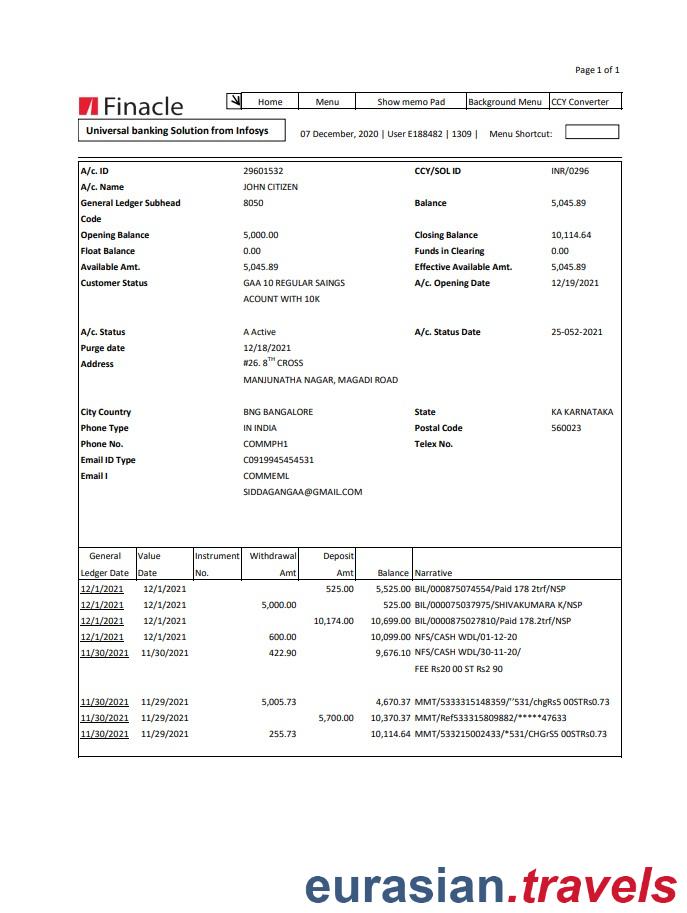 Page 1 of 1
Finacle
Home Menu Show memo Pad Background Menu CCY Converter
Universal banking Solution from Infosys
07 December, 2020 | User E188482 | 1309 | Menu Shortcut:
A/c. ID 29601532 CCY/SOL ID INR/0296
A/c. Name JOHN CITIZEN
General Ledger Subhead 8050 Balance 5,045.89
Code
Opening Balance 5,000.00 Closing Balance 10,114.64
Float Balance 0.00 Funds in Clearing 0.00
Available Amt. 5,045.89 Effective Available Amt. 5,045.89
Customer Status GAA 10 REGULAR SAINGS A/c. Opening Date 12/19/2021
ACOUNT WITH 10K
A/c. Status A Active A/c. Status Date 25-052-2021
Purge date 12/18/2021
Address #26. 8TH CROSS
MANJUNATHA NAGAR, MAGADI ROAD
City Country BNG BANGALORE State KA KARNATAKA
Phone Type IN INDIA Postal Code 560023
Phone No. COMMPH1 Telex No.
Email ID Type C0919945454531
Email I COMMEML
SIDDAGANGAA@GMAIL.COM
General Value Instrument Withdrawal Deposit
Ledger Date Date No. Amt Amt Balance Narrative
12/1/2021 12/1/2021 525.00 5,525.00 BIL/000875074554/Paid 178 2trf/NSP
12/1/2021 12/1/2021 5,000.00 525.00 BIL/000075037975/SHIVAKUMARA K/NSP
12/1/2021 12/1/2021 10,174.00 10,699.00 BIL/000875027810/Paid 178.2trf/NSP
12/1/2021 12/1/2021 600.00 10,099.00 NFS/CASH WDL/01-12-20
11/30/2021 11/30/2021 422.90 9,676.10 NFS/CASH WDL/30-11-20/
FEE Rs20 00 ST Rs2 90
11/30/2021 11/29/2021 5,005.73 4,670.37 MMT/5333315148359/’’531/chgRs5 00STRs0.73
11/30/2021 11/29/2021 5,700.00 10,370.37 MMT/Ref533315809882/*****47633
11/30/2021 11/29/2021 255.73 10,114.64 MMT/533215002433/*531/CHGrS5 00STRs0.73
eurasian.travels